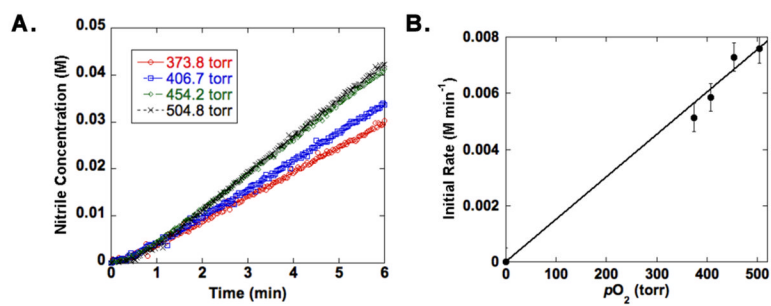 A.
0.05
0.04
0.03
0.02
0.01
0
0
1
2
3
4
5
6
Nitrile Concentration (M)
Time (min)
373.8 torr
406.7 torr
454.2 torr
504.8 torr
B.
0.008
0.006
0.004
0.002
0
0
100
200
300
400
500
Initial Rate (M min⁻¹)
pO₂ (torr)